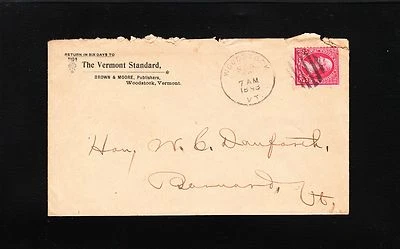 RETURN IN SIX DAYS TO
The Vermont Standard,
BROWN & MOORE, Publishers,
Woodstock, Vermont.
7 AM
VT.
Hon. W. C. Danforth,
Barnard, Vt.